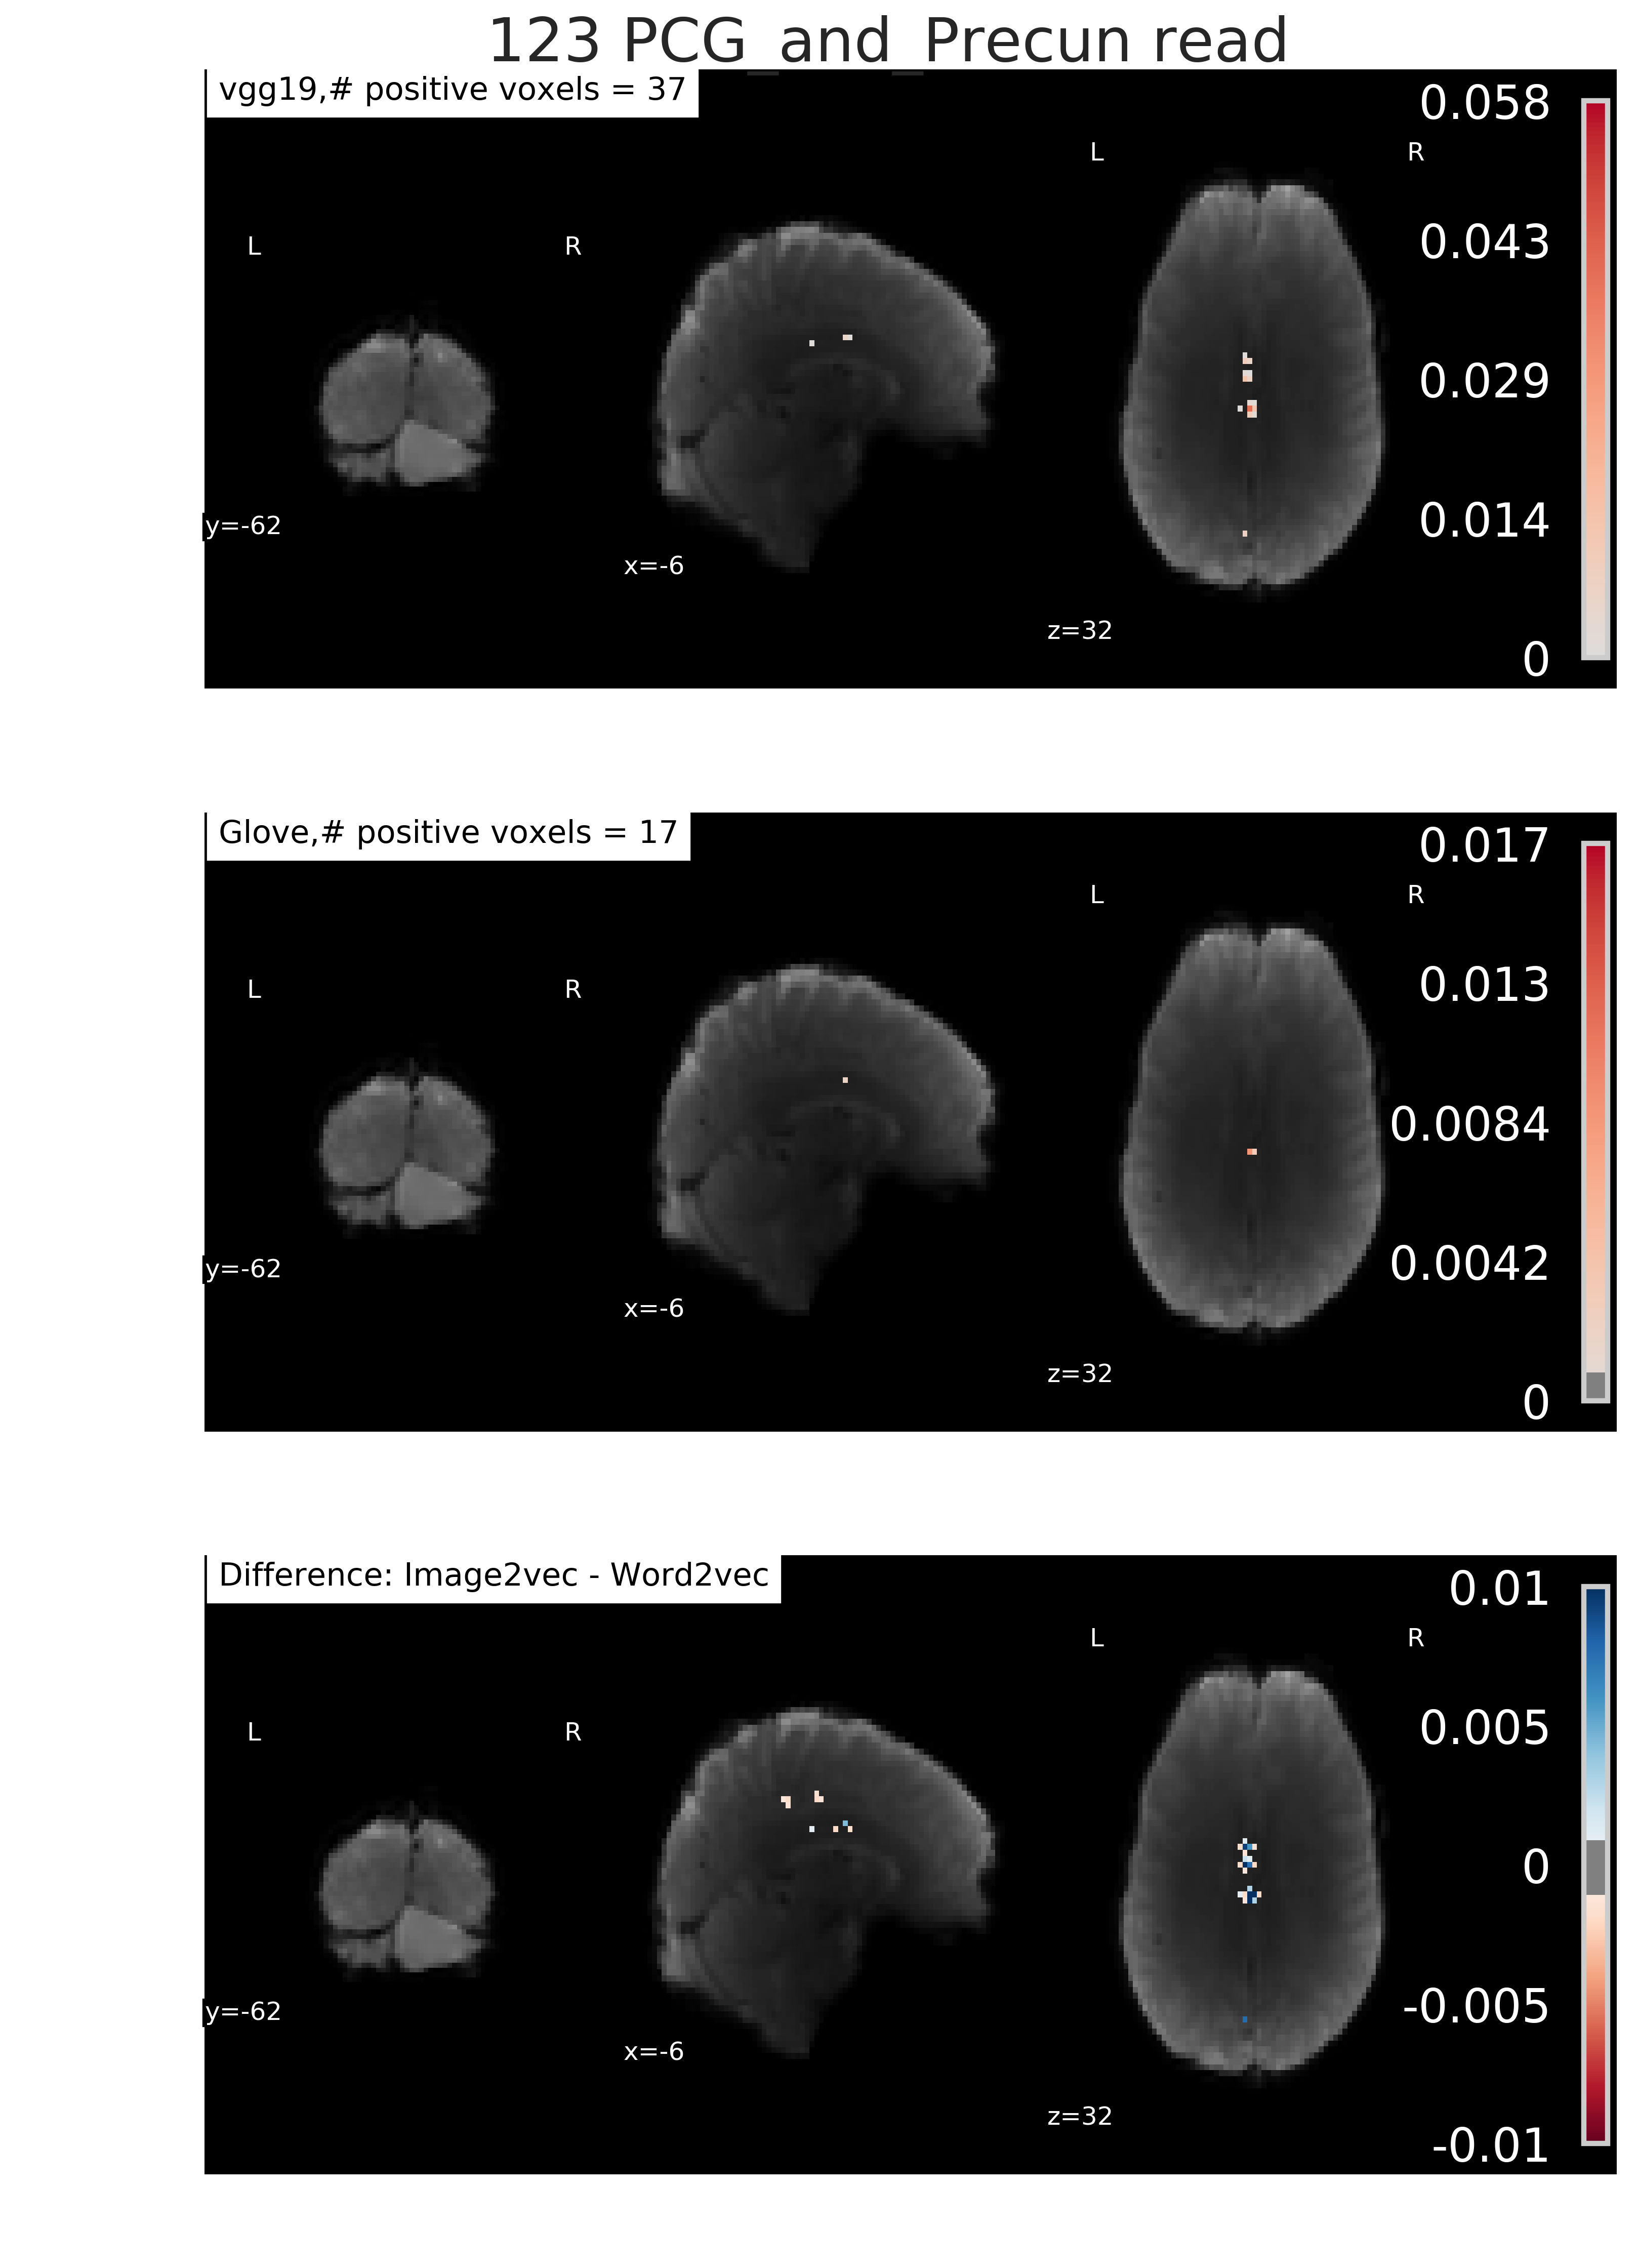 123 PCG_and_Precun read
vgg19,# positive voxels = 37
0.058
L R
L R
0.043
0.029
0.014
y=-62
x=-6
z=32
0
Glove,# positive voxels = 17
0.017
L R
L R
0.013
0.0084
0.0042
y=-62
x=-6
z=32
0
Difference: Image2vec - Word2vec
0.01
L R
L R
0.005
0
-0.005
y=-62
x=-6
z=32
-0.01